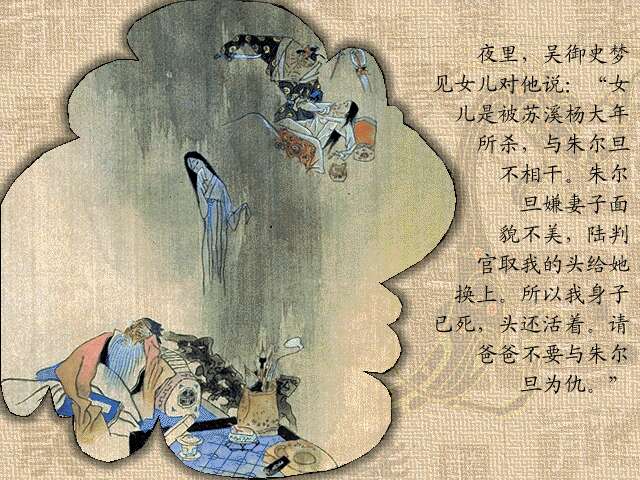 夜里，吴御史梦
见女儿对他说：“女
儿是被苏溪杨大年
所杀，与朱尔旦
不相干。朱尔
旦嫌妻子面
貌不美，陆判
官取我的头给她
换上。所以我身子
已死，头还活着。请
爸爸不要与朱尔
旦为仇。”